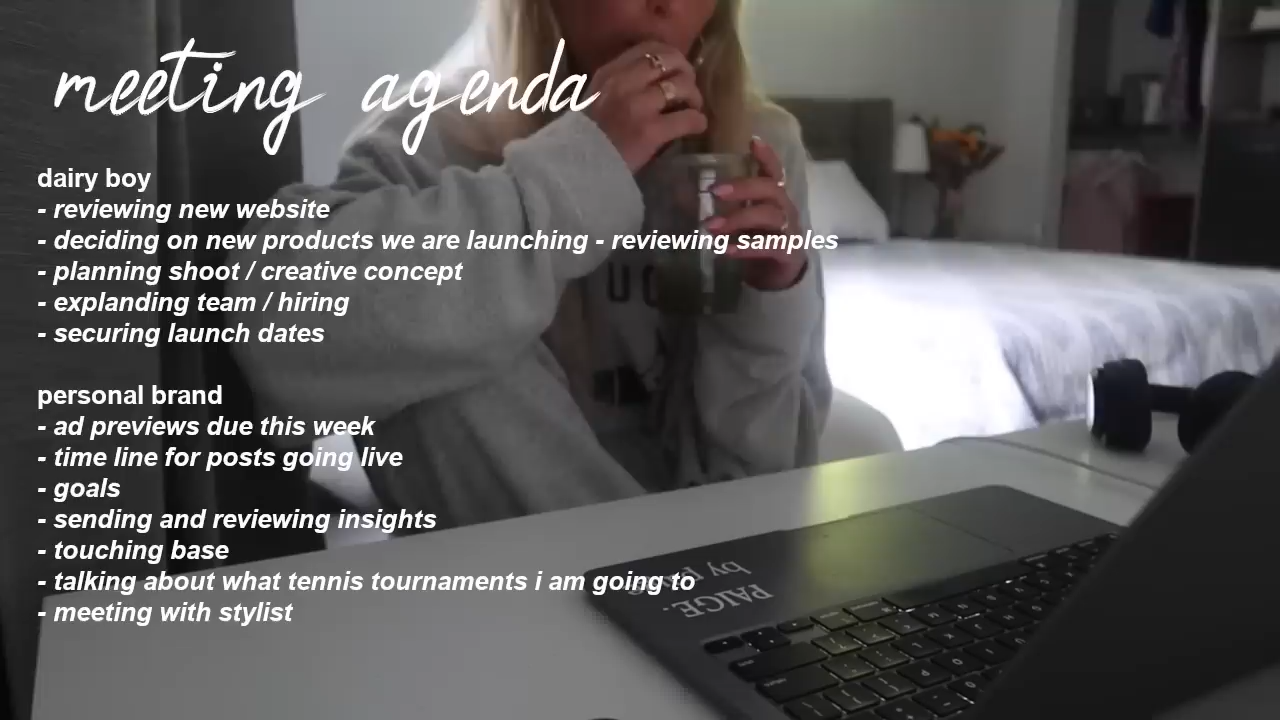 meeting agenda
dairy boy
- reviewing new website
- deciding on new products we are launching - reviewing samples
- planning shoot / creative concept
- explanding team / hiring
- securing launch dates
personal brand
- ad previews due this week
- time line for posts going live
- goals
- sending and reviewing insights
- touching base
- talking about what tennis tournaments i am going to
- meeting with stylist
PAIGE.